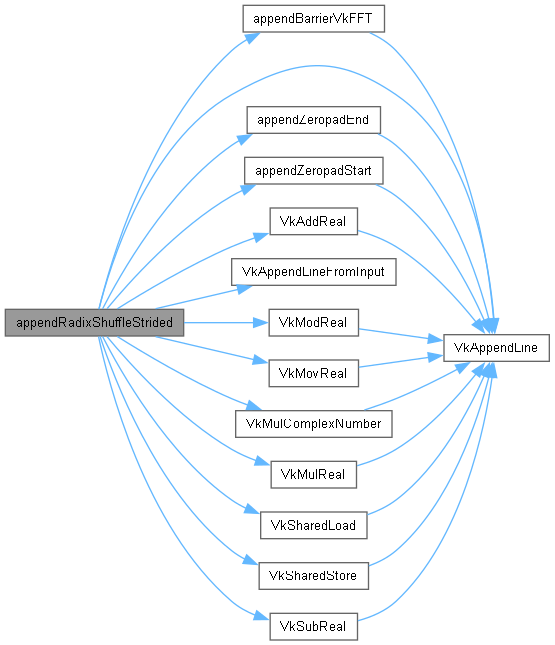 appendBarrierVkFFT
appendZeropadEnd
appendZeropadStart
VkAddReal
VkAppendLineFromInput
appendRadixShuffleStrided
VkModReal
VkAppendLine
VkMovReal
VkMulComplexNumber
VkMulReal
VkSharedLoad
VkSharedStore
VkSubReal